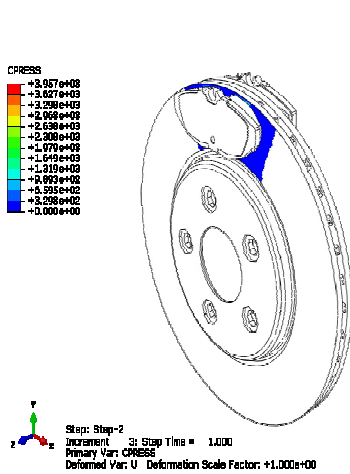 CPRESS
+3.957e+03
+3.627e+03
+3.298e+03
+2.968e+03
+2.638e+03
+2.308e+03
+1.979e+03
+1.649e+03
+1.319e+03
+9.893e+02
+6.595e+02
+3.298e+02
+0.000e+00
Y
Z
X
Step: Step-2
Increment 3: Step Time = 1.000
Primary Var: CPRESS
Deformed Var: U Deformation Scale Factor: +1.000e+00